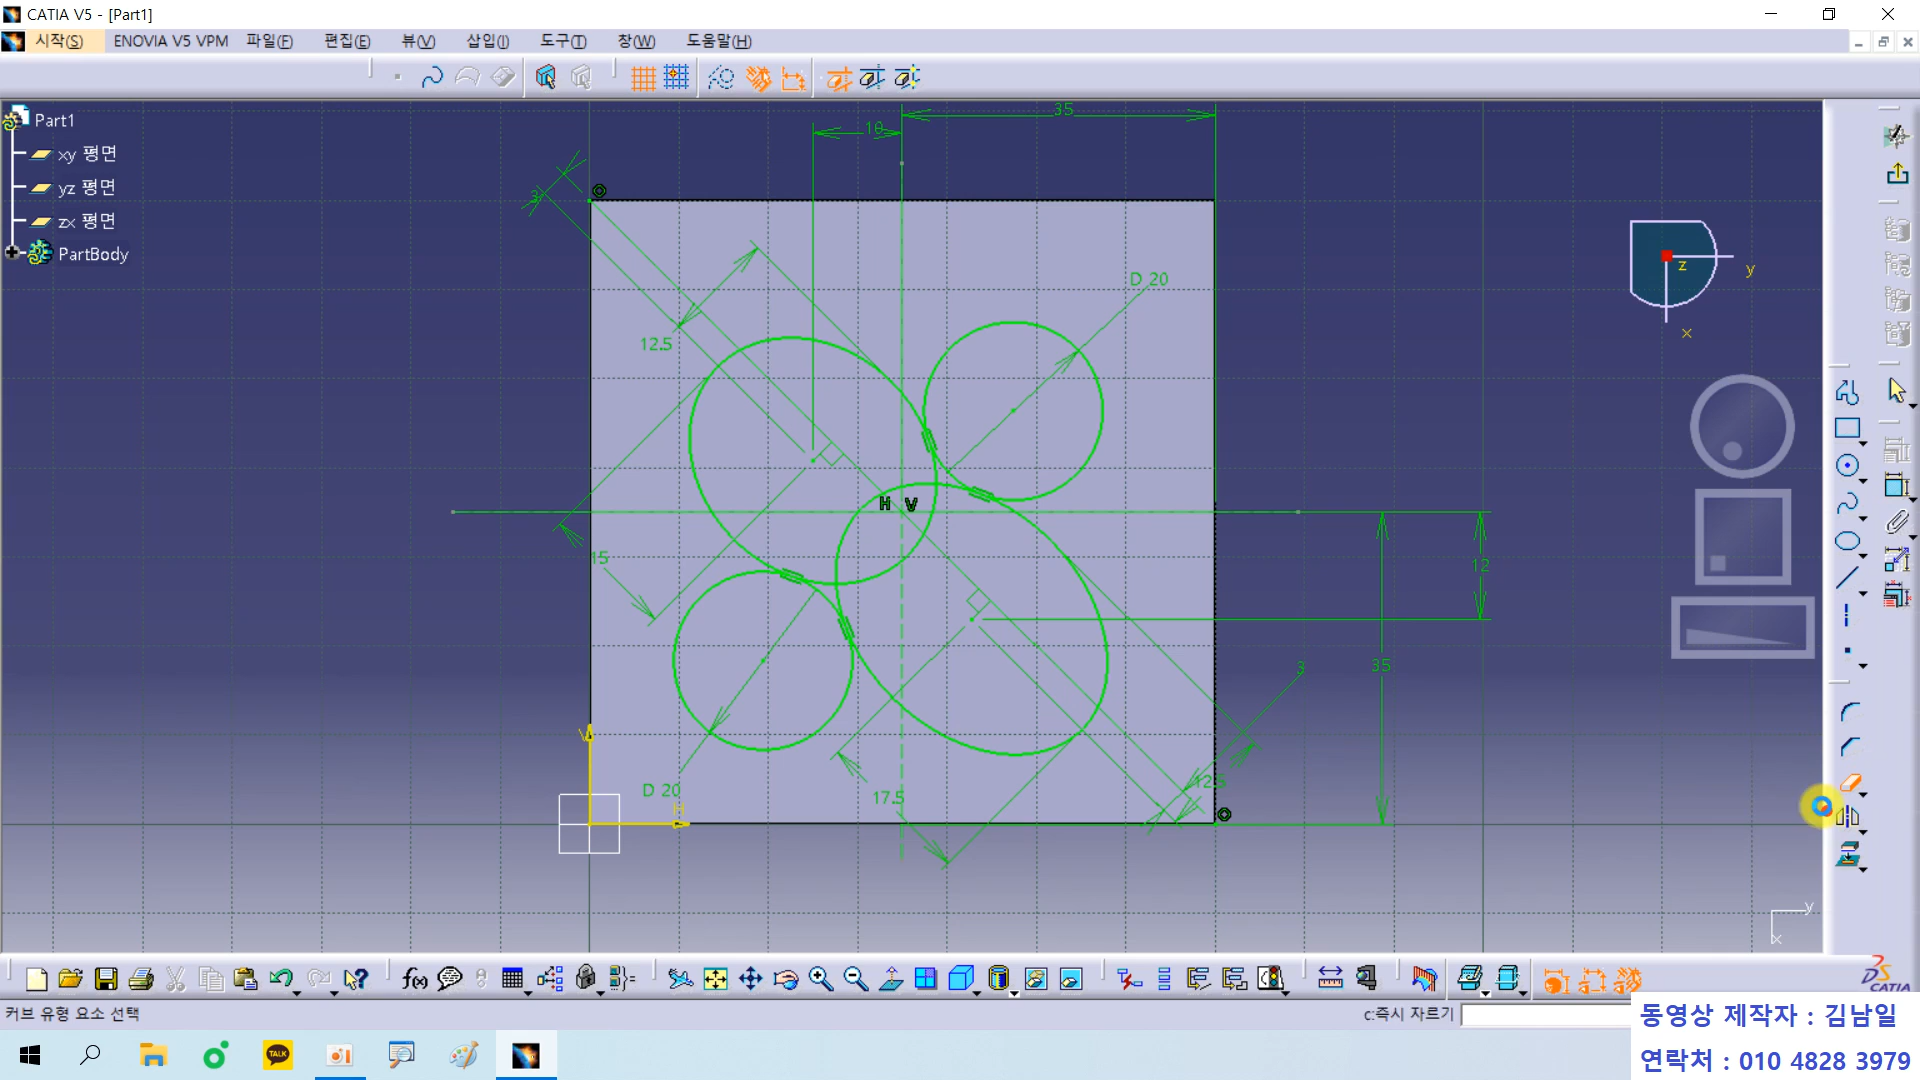 CATIA V5 - [Part1]
시작(S) ENOVIA V5 VPM 파일(F) 편집(E) 뷰(V) 삽입(I) 도구(T) 창(W) 도움말(H)
Part1
xy 평면
yz 평면
zx 평면
PartBody
35
10
3
D 20
12.5
H V
15
12
35
3
12.5
17.5
D 20
V
H
z
y
x
y
x
f(x)
CATIA
커브 유형 요소 선택
c:즉시 자르기
TALK
동영상 제작자 : 김남일
연락처 : 010 4828 3979